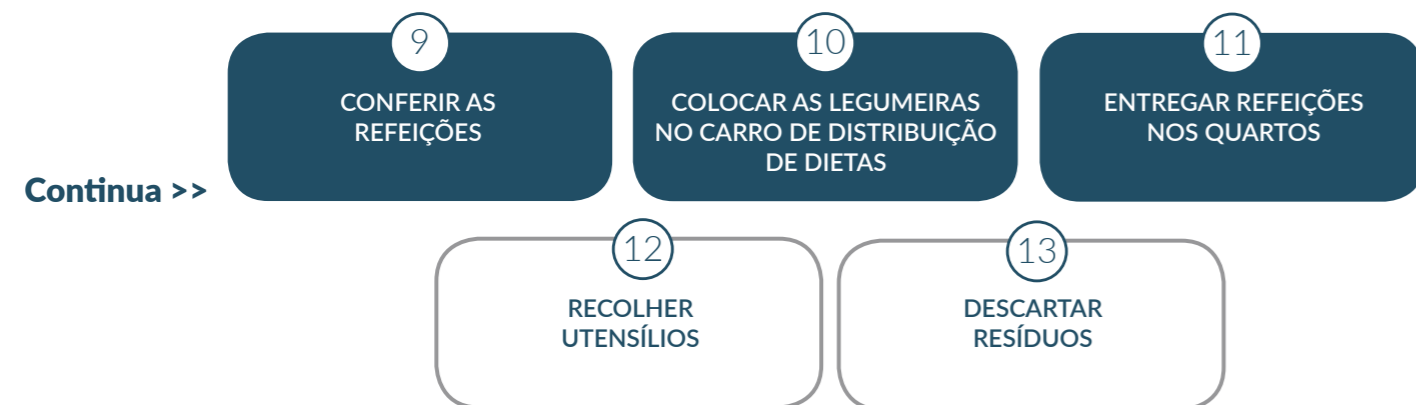 Continua >>
9
CONFERIR AS
REFEIÇÕES
10
COLOCAR AS LEGUMEIRAS
NO CARRO DE DISTRIBUIÇÃO
DE DIETAS
11
ENTREGAR REFEIÇÕES
NOS QUARTOS
12
RECOLHER
UTENSÍLIOS
13
DESCARTAR
RESÍDUOS